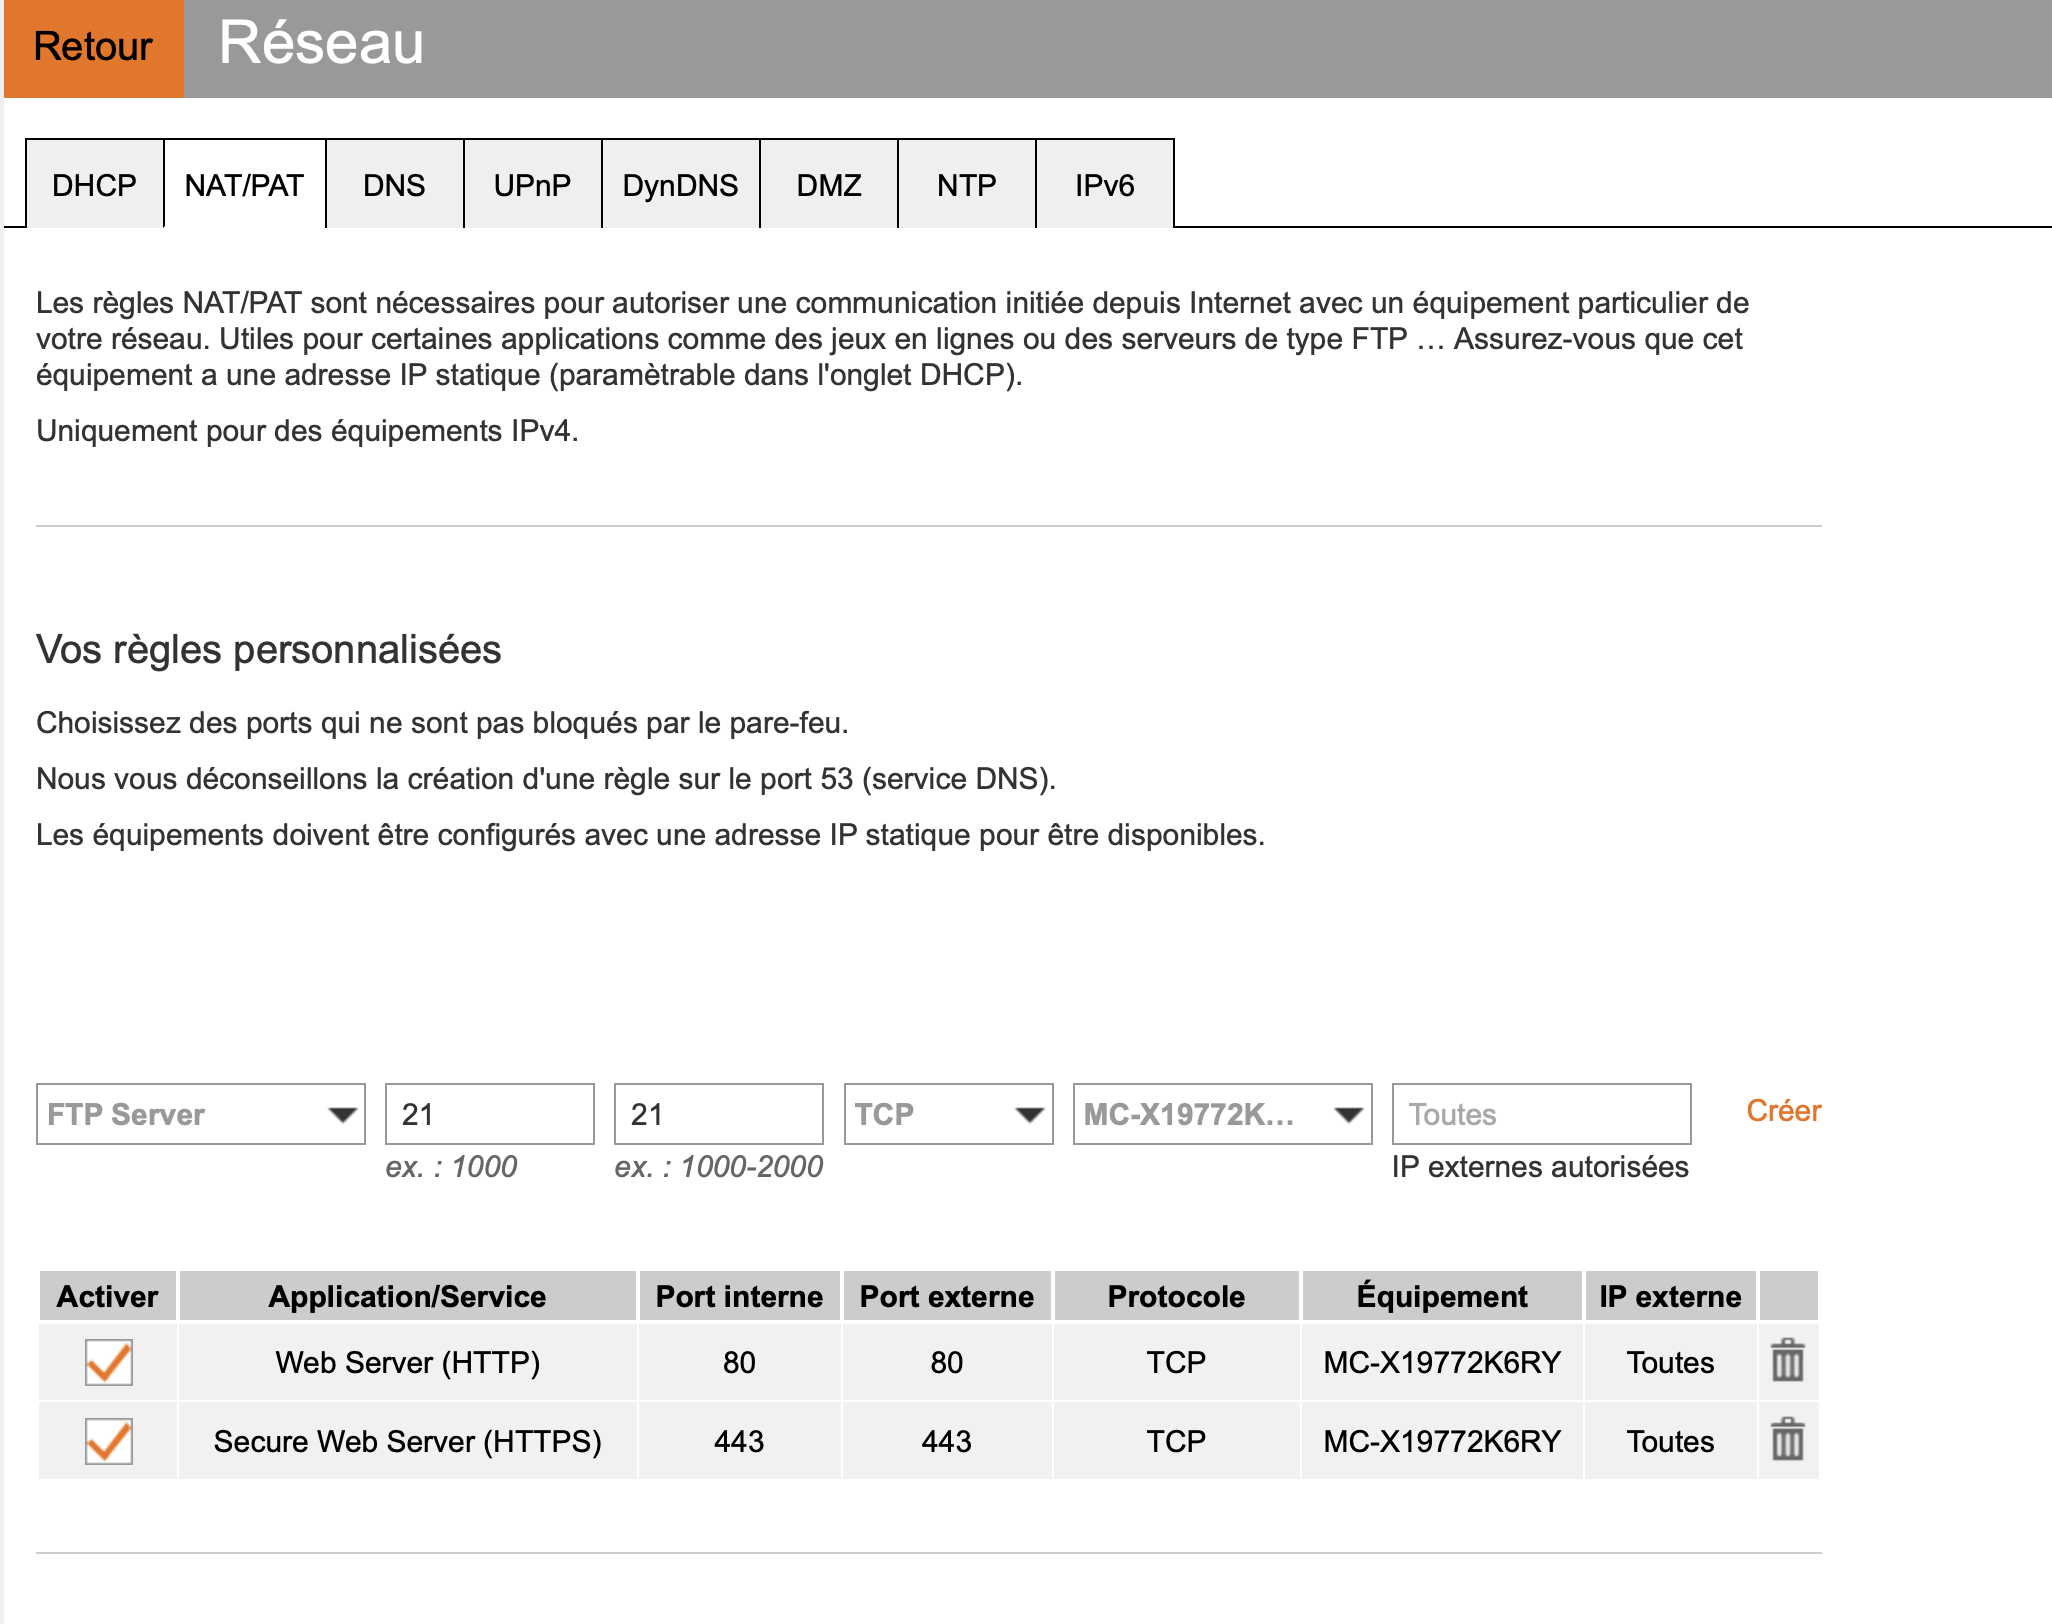 Retour
Réseau
DHCP NAT/PAT DNS UPnP DynDNS DMZ NTP IPv6
Les règles NAT/PAT sont nécessaires pour autoriser une communication initiée depuis Internet avec un équipement particulier de
votre réseau. Utiles pour certaines applications comme des jeux en lignes ou des serveurs de type FTP … Assurez-vous que cet
équipement a une adresse IP statique (paramètrable dans l'onglet DHCP).
Uniquement pour des équipements IPv4.
Vos règles personnalisées
Choisissez des ports qui ne sont pas bloqués par le pare-feu.
Nous vous déconseillons la création d'une règle sur le port 53 (service DNS).
Les équipements doivent être configurés avec une adresse IP statique pour être disponibles.
FTP Server 21 21 TCP MC-X19772K... Toutes Créer
ex. : 1000 ex. : 1000-2000 IP externes autorisées
Activer Application/Service Port interne Port externe Protocole Équipement IP externe
Web Server (HTTP) 80 80 TCP MC-X19772K6RY Toutes
Secure Web Server (HTTPS) 443 443 TCP MC-X19772K6RY Toutes